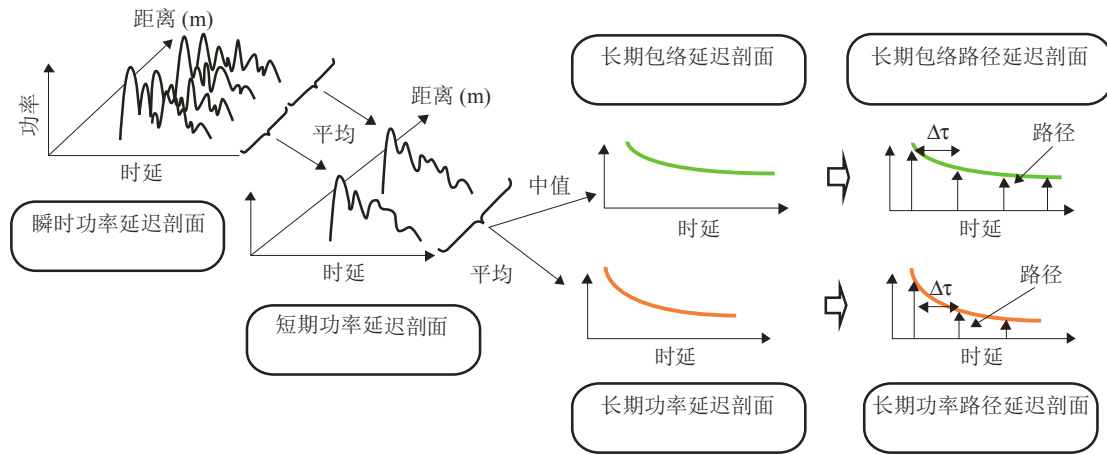 距离 (m)
功率
时延
瞬时功率延迟剖面
平均
距离 (m)
时延
短期功率延迟剖面
中值
平均
长期包络延迟剖面
时延
时延
长期功率延迟剖面
长期包络路径延迟剖面
Δτ
路径
时延
Δτ
路径
时延
长期功率路径延迟剖面